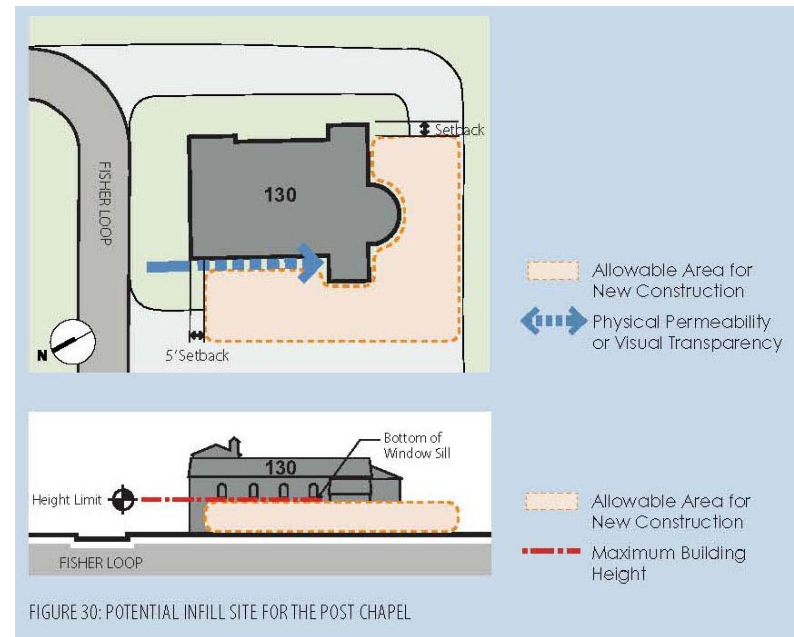 Setback
FISHER LOOP
130
N
5'Setback
Allowable Area for
New Construction
Physical Permeability
or Visual Transparency
Bottom of
Window Sill
130
Height Limit
FISHER LOOP
Allowable Area for
New Construction
Maximum Building
Height
FIGURE 30: POTENTIAL INFILL SITE FOR THE POST CHAPEL